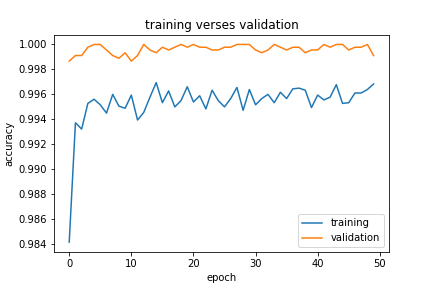 training verses validation
1.000
0.998
0.996
0.994
0.992
0.990
0.988
0.986
0.984
accuracy
training
validation
0 10 20 30 40 50
epoch